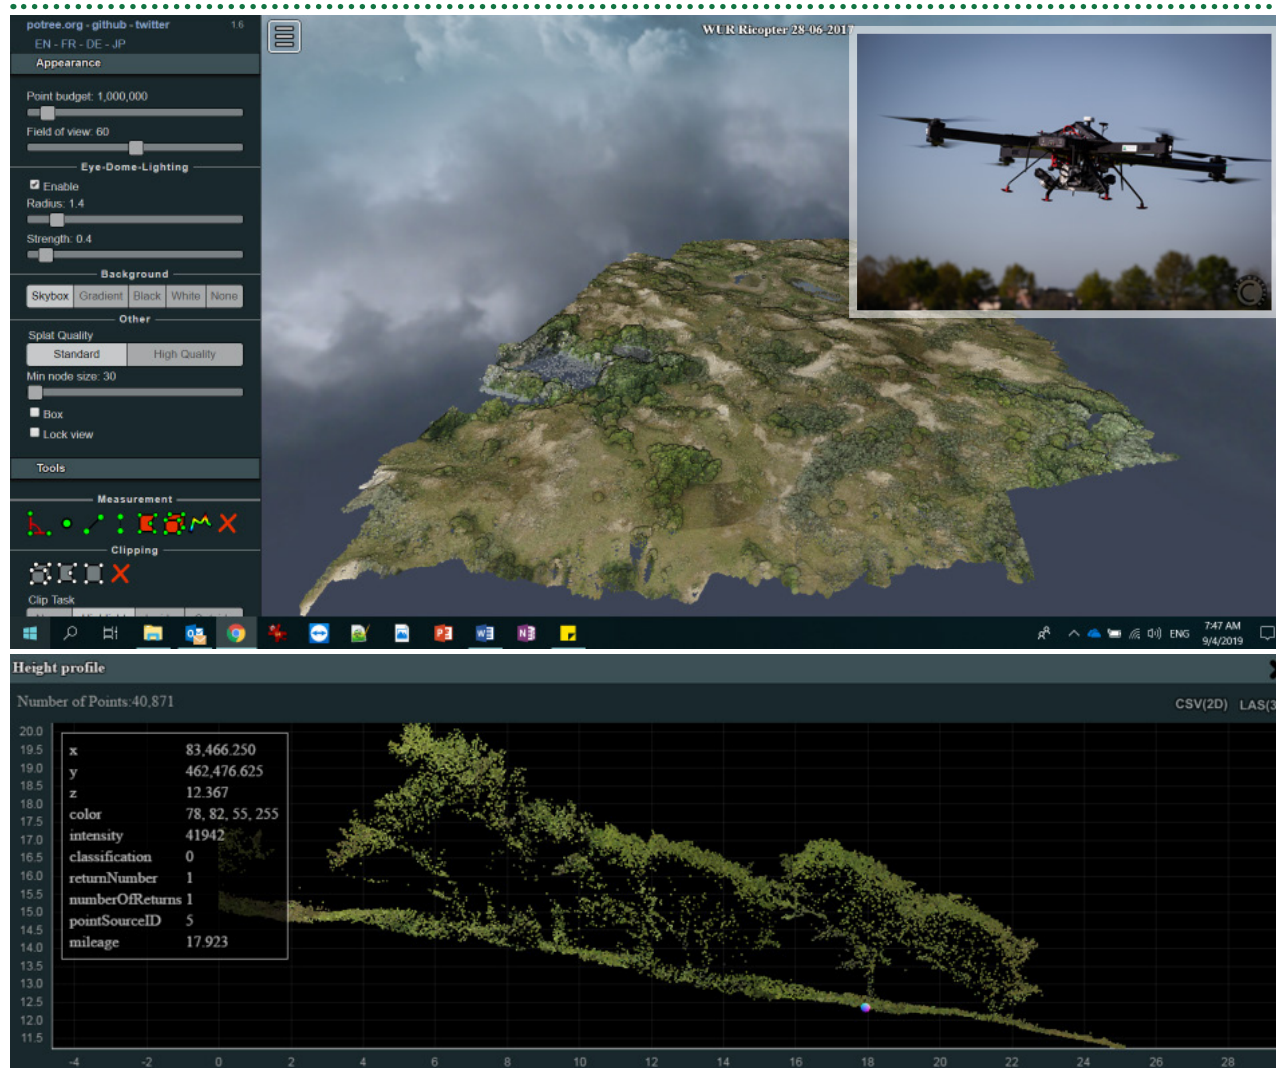 potree.org - github - twitter 1.6
EN - FR - DE - JP
Appearance
Point budget: 1,000,000
Field of view: 60
Eye-Dome-Lighting
Enable
Radius: 1.4
Strength: 0.4
Background
Skybox Gradient Black White None
Other
Splat Quality
Standard High Quality
Min node size: 30
Box
Lock view
Tools
Measurement
Clipping
Clip Task
WUR Ricopter 28-06-2017
ENG
7:47 AM
9/4/2019
Height profile
Number of Points:40,871
CSV(2D) LAS(3
x 83,466.250
y 462,476.625
z 12.367
color 78, 82, 55, 255
intensity 41942
classification 0
returnNumber 1
numberOfReturns 1
pointSourceID 5
mileage 17.923
20.0
19.5
19.0
18.5
18.0
17.5
17.0
16.5
16.0
15.5
15.0
14.5
14.0
13.5
13.0
12.5
12.0
11.5
-4 -2 0 2 4 6 8 10 12 14 16 18 20 22 24 26 28